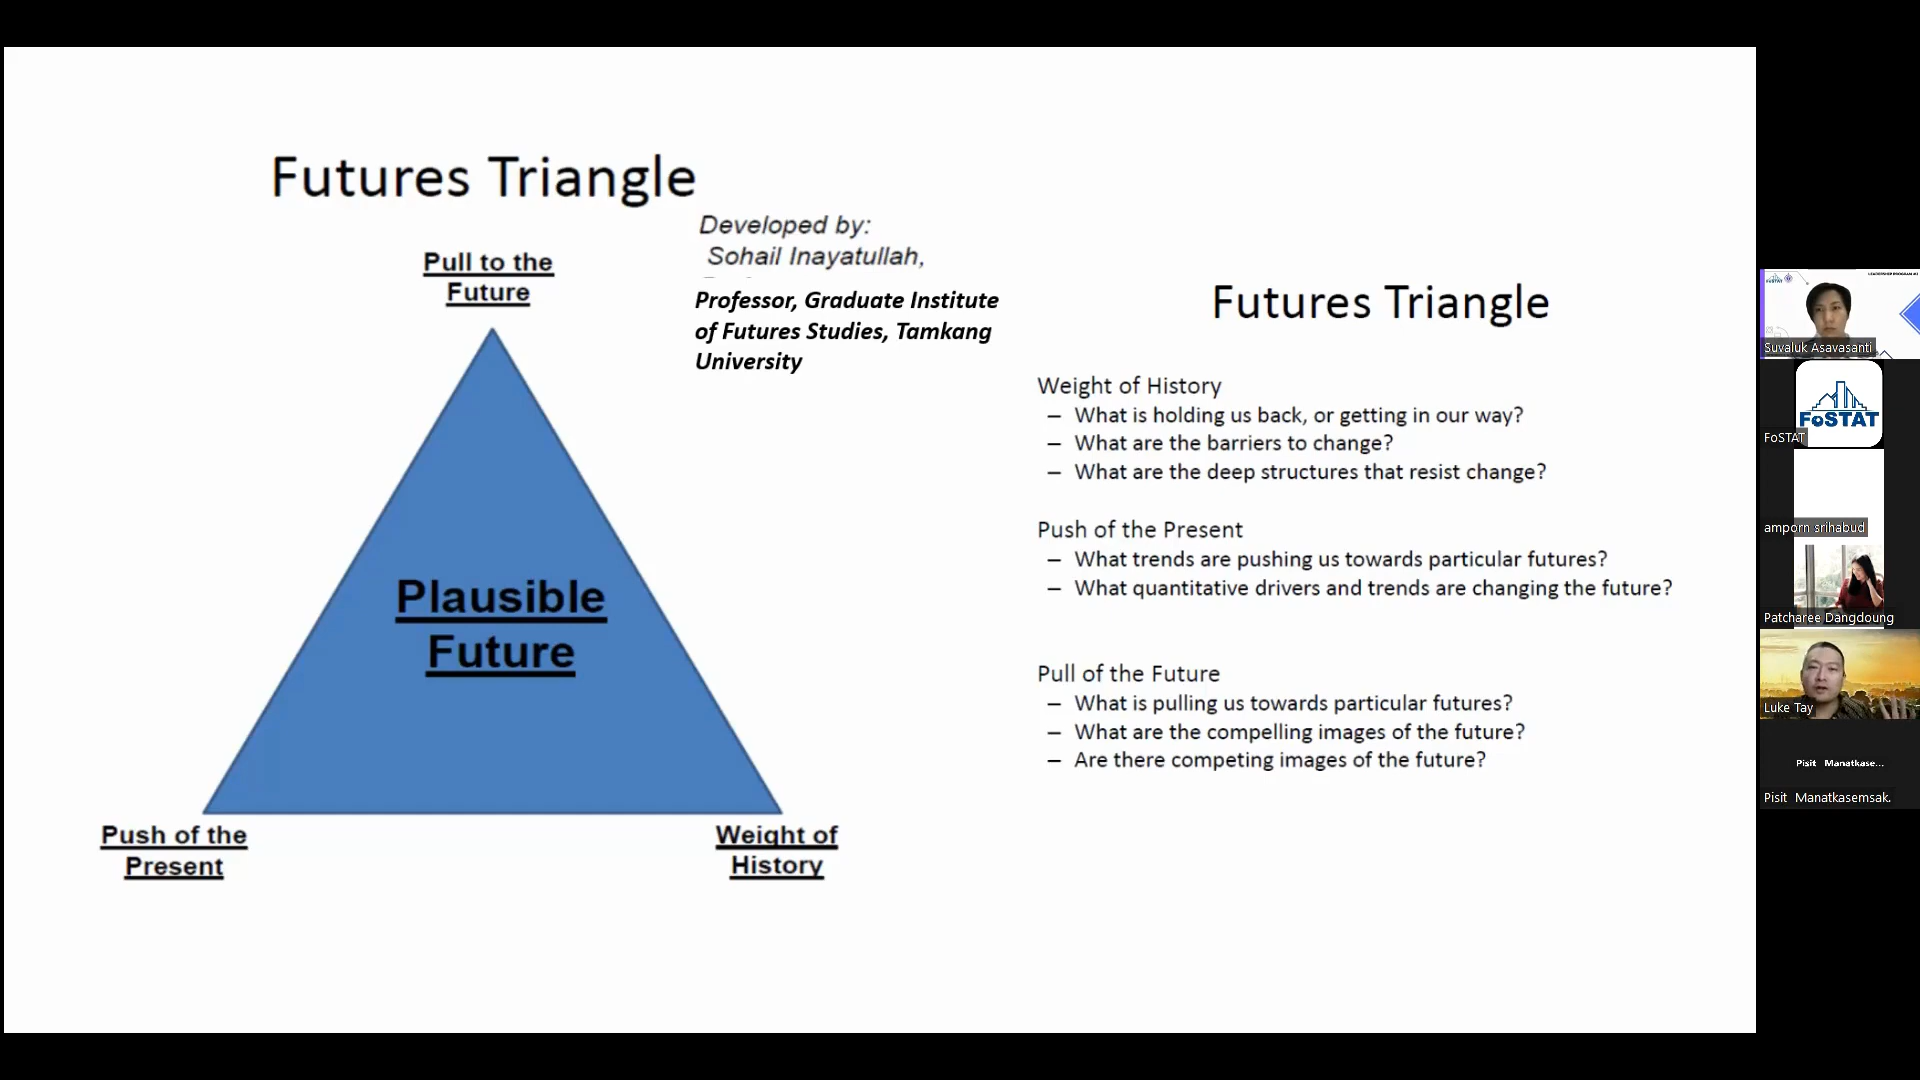 Futures Triangle
Developed by:
Sohail Inayatullah,
Professor, Graduate Institute
of Futures Studies, Tamkang
University
Pull to the
Future
Plausible
Future
Push of the
Present
Weight of
History
Futures Triangle
Weight of History
– What is holding us back, or getting in our way?
– What are the barriers to change?
– What are the deep structures that resist change?
Push of the Present
– What trends are pushing us towards particular futures?
– What quantitative drivers and trends are changing the future?
Pull of the Future
– What is pulling us towards particular futures?
– What are the compelling images of the future?
– Are there competing images of the future?
Suvaluk Asavasanti
FoSTAT
FoSTAT
amporn srihabud
Patcharee Dangdoung
Luke Tay
Pisit Manatkase...
Pisit Manatkasemsak.